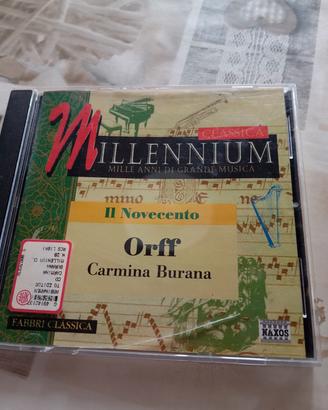 CLASSICA
MILLENNIUM
MILLE ANNI DI GRANDE MUSICA
Il Novecento
Orff
Carmina Burana
FABBRI CLASSICA
NAXOS